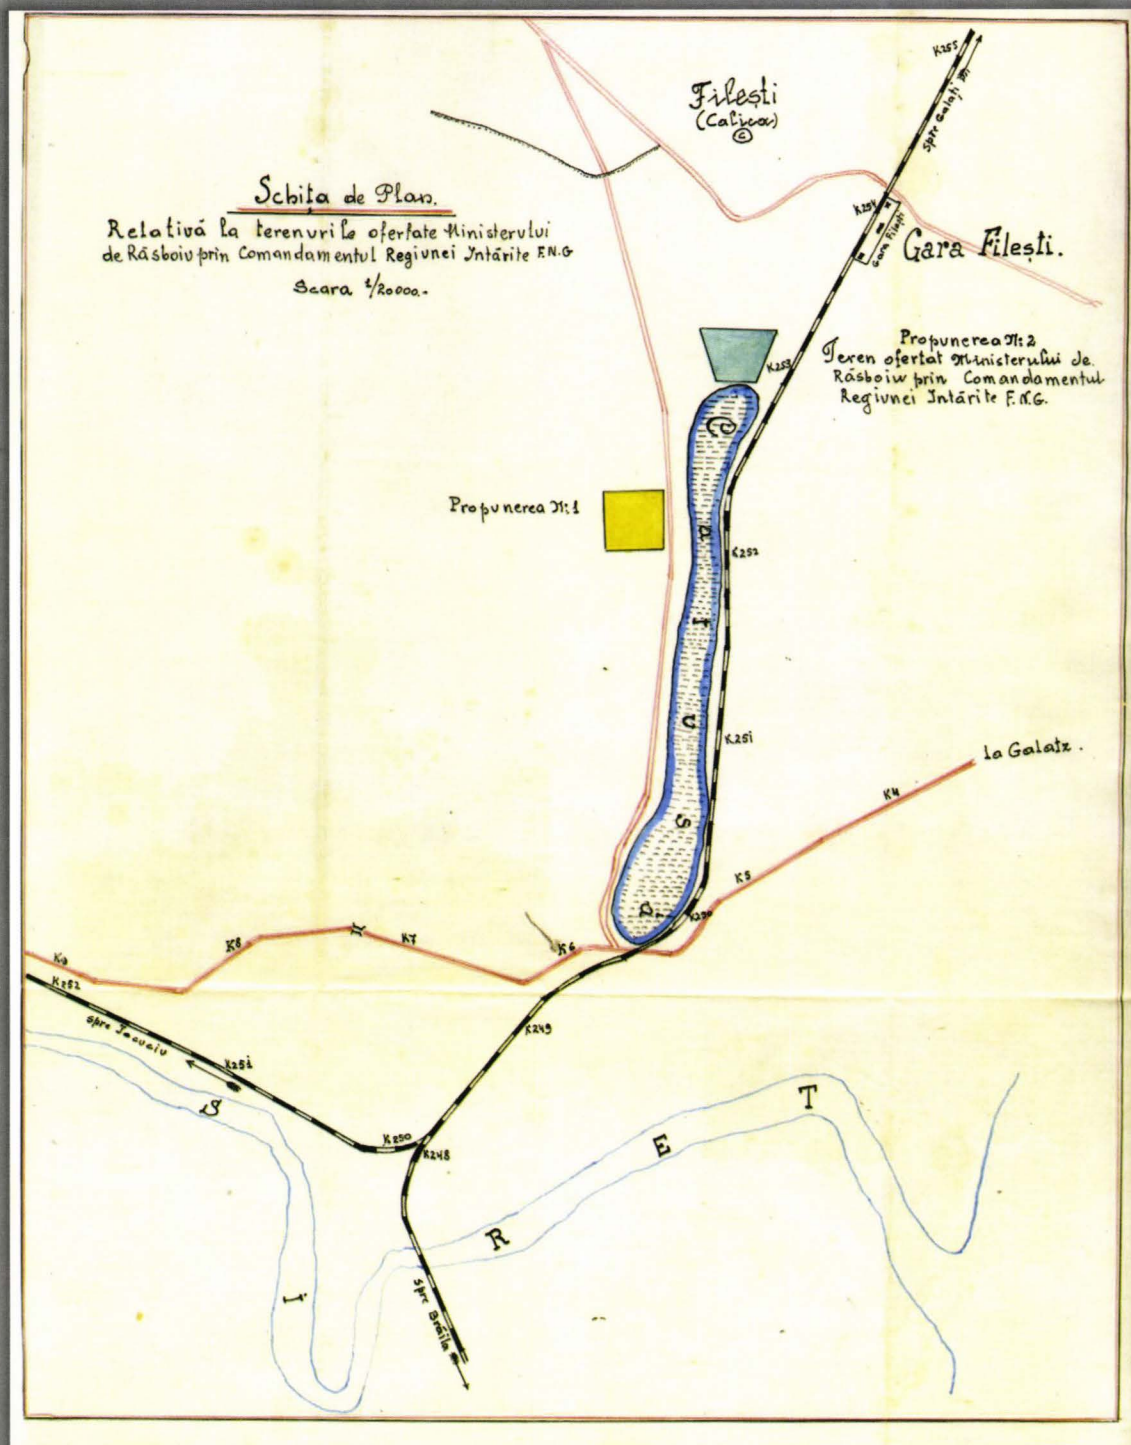 K255
spre Galați
Filești
(Calica)
C
Schița de Plan.
Relativă la terenurile ofertate Ministerului
de Răsboiu prin Comandamentul Regiunei Intărite F.N.G
Scara 1/20000.-
K254
Gara Filești
Gara Filești.
Propunerea N:2
Teren ofertat Ministerului de
Răsboiu prin Comandamentul
Regiunei Intărite F.N.G.
K253
Propunerea N:1
K252
K251
la Galatz.
K4
K5
K6
K7
K8
K9
K252
K249
spre Tecuciu
K251
K250
K248
SIRET
spre Brăila